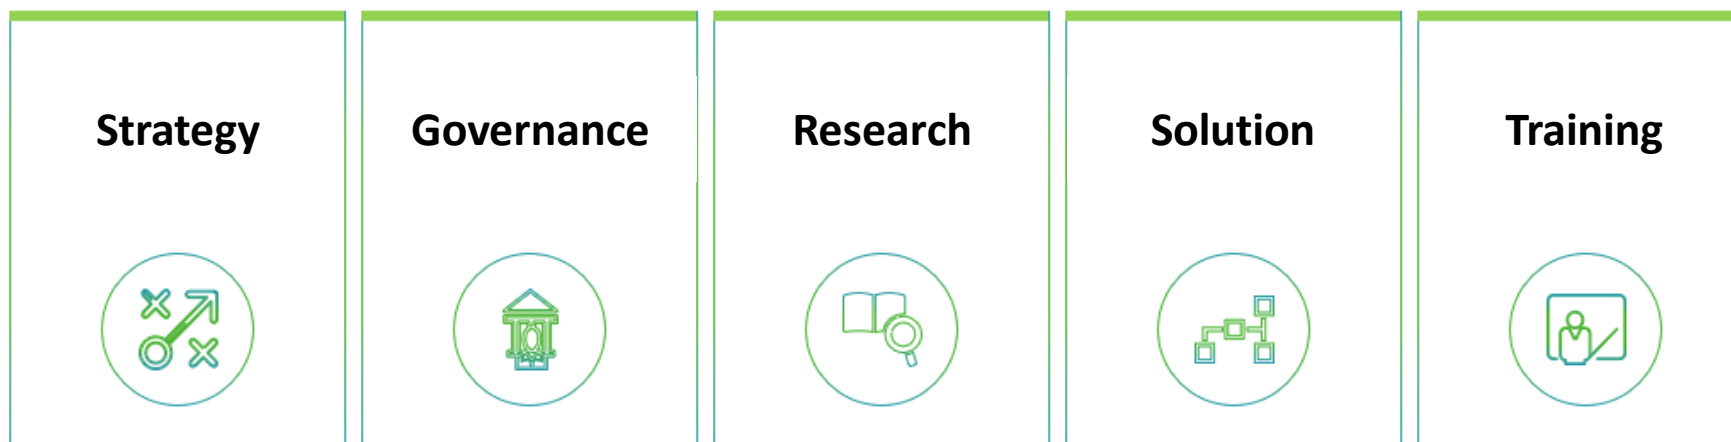 Strategy
Governance
Research
Solution
Training